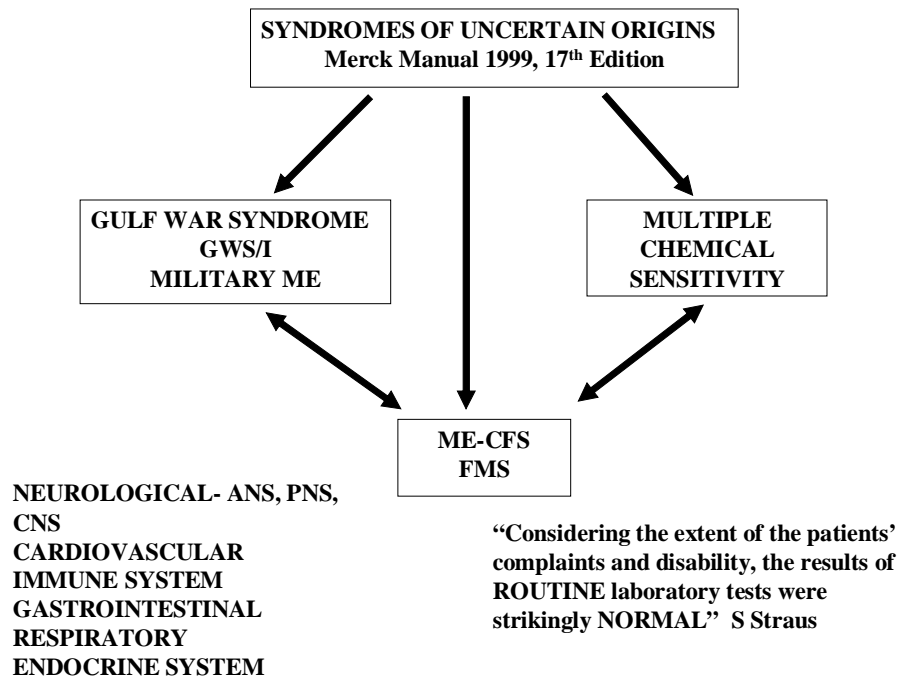 SYNDROMES OF UNCERTAIN ORIGINS
Merck Manual 1999, 17th Edition
GULF WAR SYNDROME
GWS/I
MILITARY ME
MULTIPLE
CHEMICAL
SENSITIVITY
ME-CFS
FMS
NEUROLOGICAL- ANS, PNS,
CNS
CARDIOVASCULAR
IMMUNE SYSTEM
GASTROINTESTINAL
RESPIRATORY
ENDOCRINE SYSTEM
“Considering the extent of the patients’
complaints and disability, the results of
ROUTINE laboratory tests were
strikingly NORMAL” S Straus